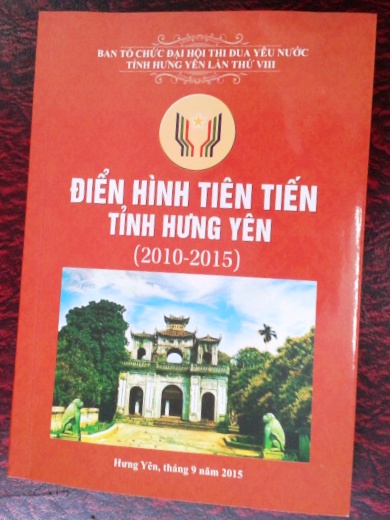 BAN TỔ CHỨC ĐẠI HỘI THI ĐUA YÊU NƯỚC
TỈNH HƯNG YÊN LẦN THỨ VIII
ĐIỂN HÌNH TIÊN TIẾN
TỈNH HƯNG YÊN
(2010-2015)
Hưng Yên, tháng 9 năm 2015